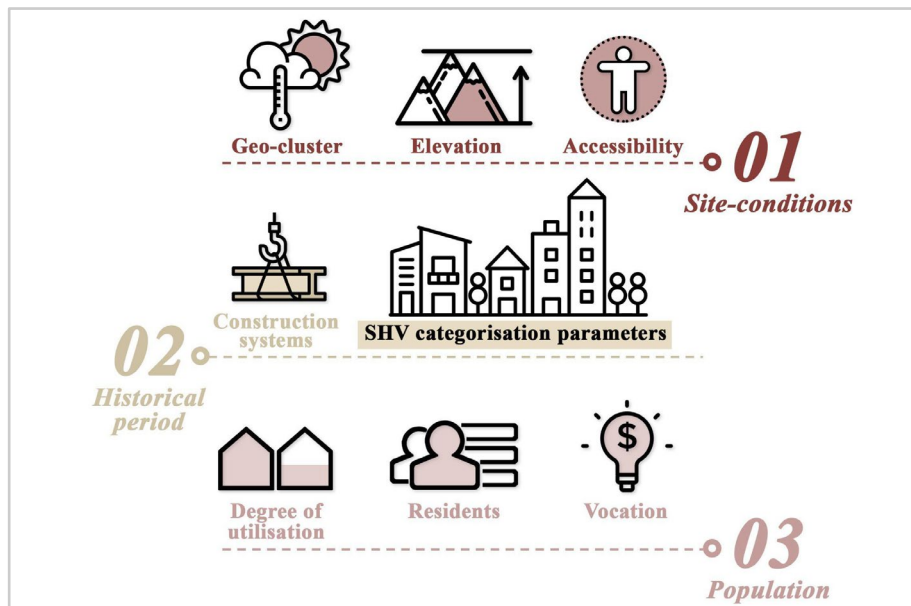 Geo-cluster
Elevation
Accessibility
01
Site-conditions
Construction
systems
SHV categorisation parameters
02
Historical
period
$
Degree of
utilisation
Residents
Vocation
03
Population